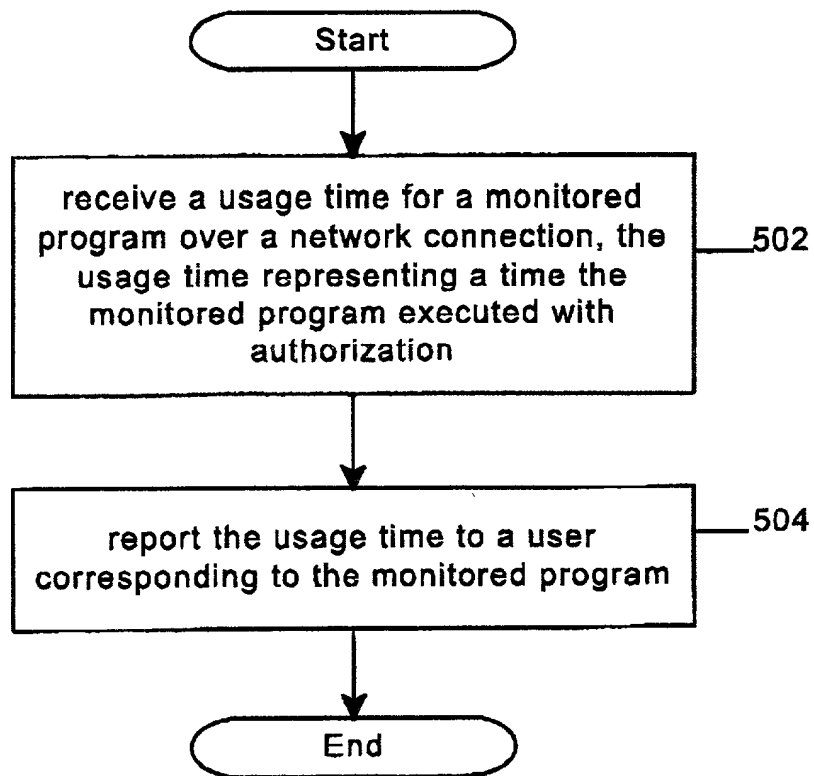 Start
receive a usage time for a monitored
program over a network connection, the
usage time representing a time the
monitored program executed with
authorization
502
report the usage time to a user
corresponding to the monitored program
504
End